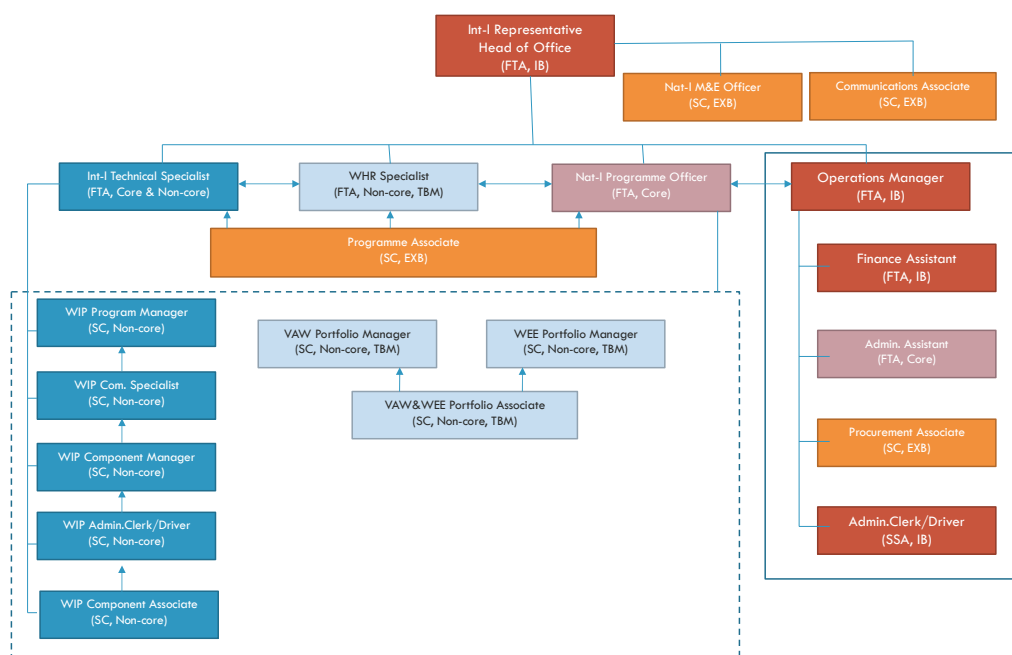 Int-l Representative
Head of Office
(FTA, IB)
Nat-l M&E Officer
(SC, EXB)
Communications Associate
(SC, EXB)
Int-l Technical Specialist
(FTA, Core & Non-core)
WHR Specialist
(FTA, Non-core, TBM)
Nat-l Programme Officer
(FTA, Core)
Operations Manager
(FTA, IB)
Programme Associate
(SC, EXB)
Finance Assistant
(FTA, IB)
WIP Program Manager
(SC, Non-core)
VAW Portfolio Manager
(SC, Non-core, TBM)
WEE Portfolio Manager
(SC, Non-core, TBM)
Admin. Assistant
(FTA, Core)
WIP Com. Specialist
(SC, Non-core)
VAW&WEE Portfolio Associate
(SC, Non-core, TBM)
Procurement Associate
(SC, EXB)
WIP Component Manager
(SC, Non-core)
WIP Admin.Clerk/Driver
(SC, Non-core)
Admin.Clerk/Driver
(SSA, IB)
WIP Component Associate
(SC, Non-core)